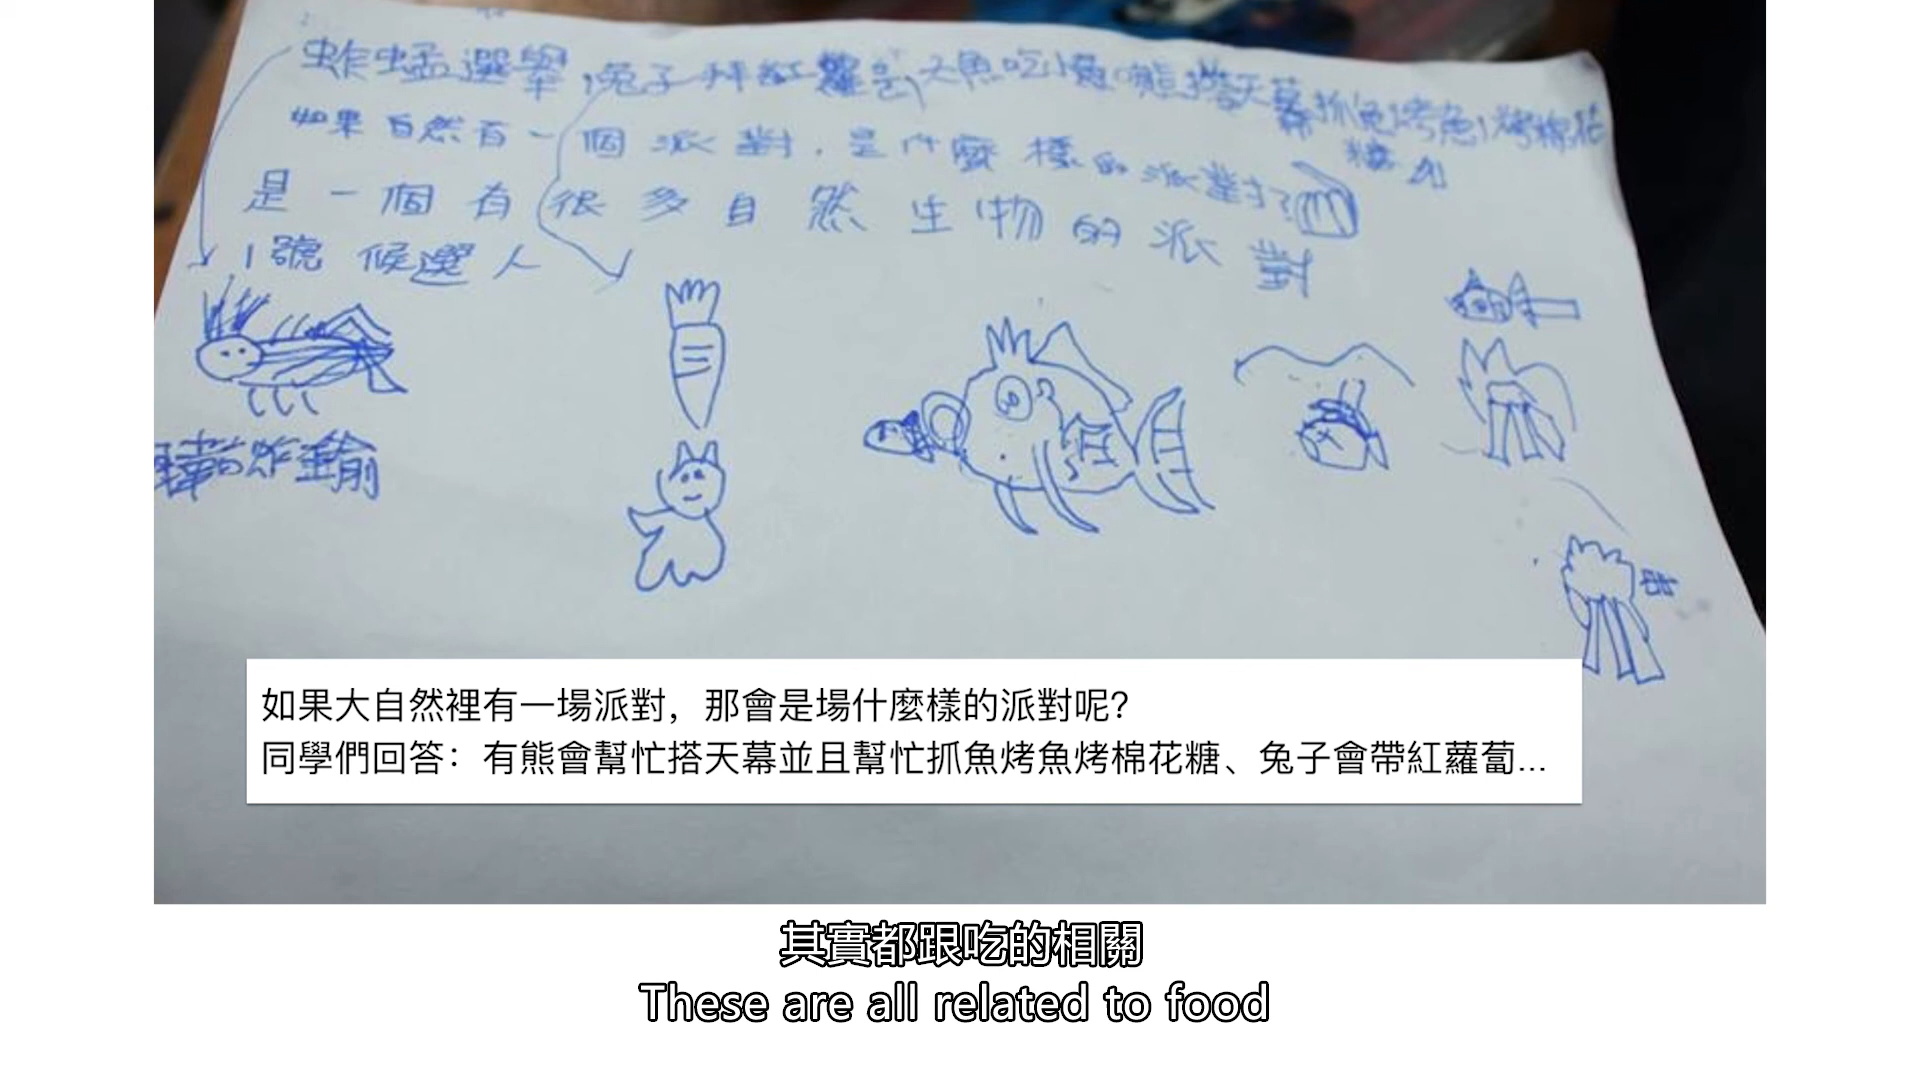 蚱蜢選舉,兔子拌紅蘿蔔,大魚吃小魚,熊搭天幕抓魚烤魚,烤棉花
糖
如果自然有一個派對,是什麼樣的派對?
是一個有很多自然生物的派對
1號候選人
如果大自然裡有一場派對，那會是場什麼樣的派對呢？
同學們回答：有熊會幫忙搭天幕並且幫忙抓魚烤魚烤棉花糖、兔子會帶紅蘿蔔...
其實都跟吃的相關
These are all related to food